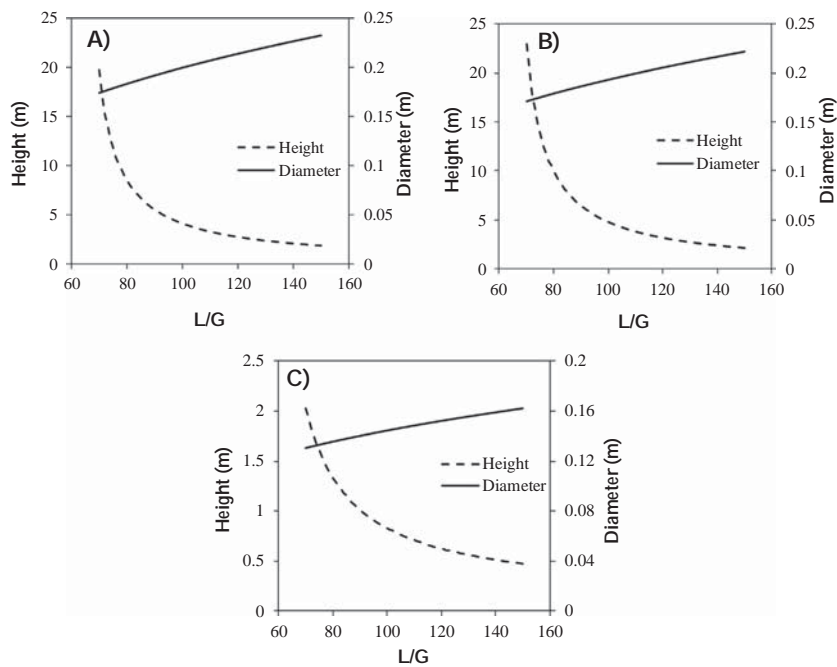 A)
25
20
15
10
5
0
Height (m)
0.25
0.2
0.15
0.1
0.05
0
Diameter (m)
Height
Diameter
60 80 100 120 140 160
L/G
B)
25
20
15
10
5
0
Height (m)
0.25
0.2
0.15
0.1
0.05
0
Diameter (m)
Height
Diameter
60 80 100 120 140 160
L/G
C)
2.5
2
1.5
1
0.5
0
Height (m)
0.2
0.16
0.12
0.08
0.04
0
Diameter (m)
Height
Diameter
60 80 100 120 140 160
L/G